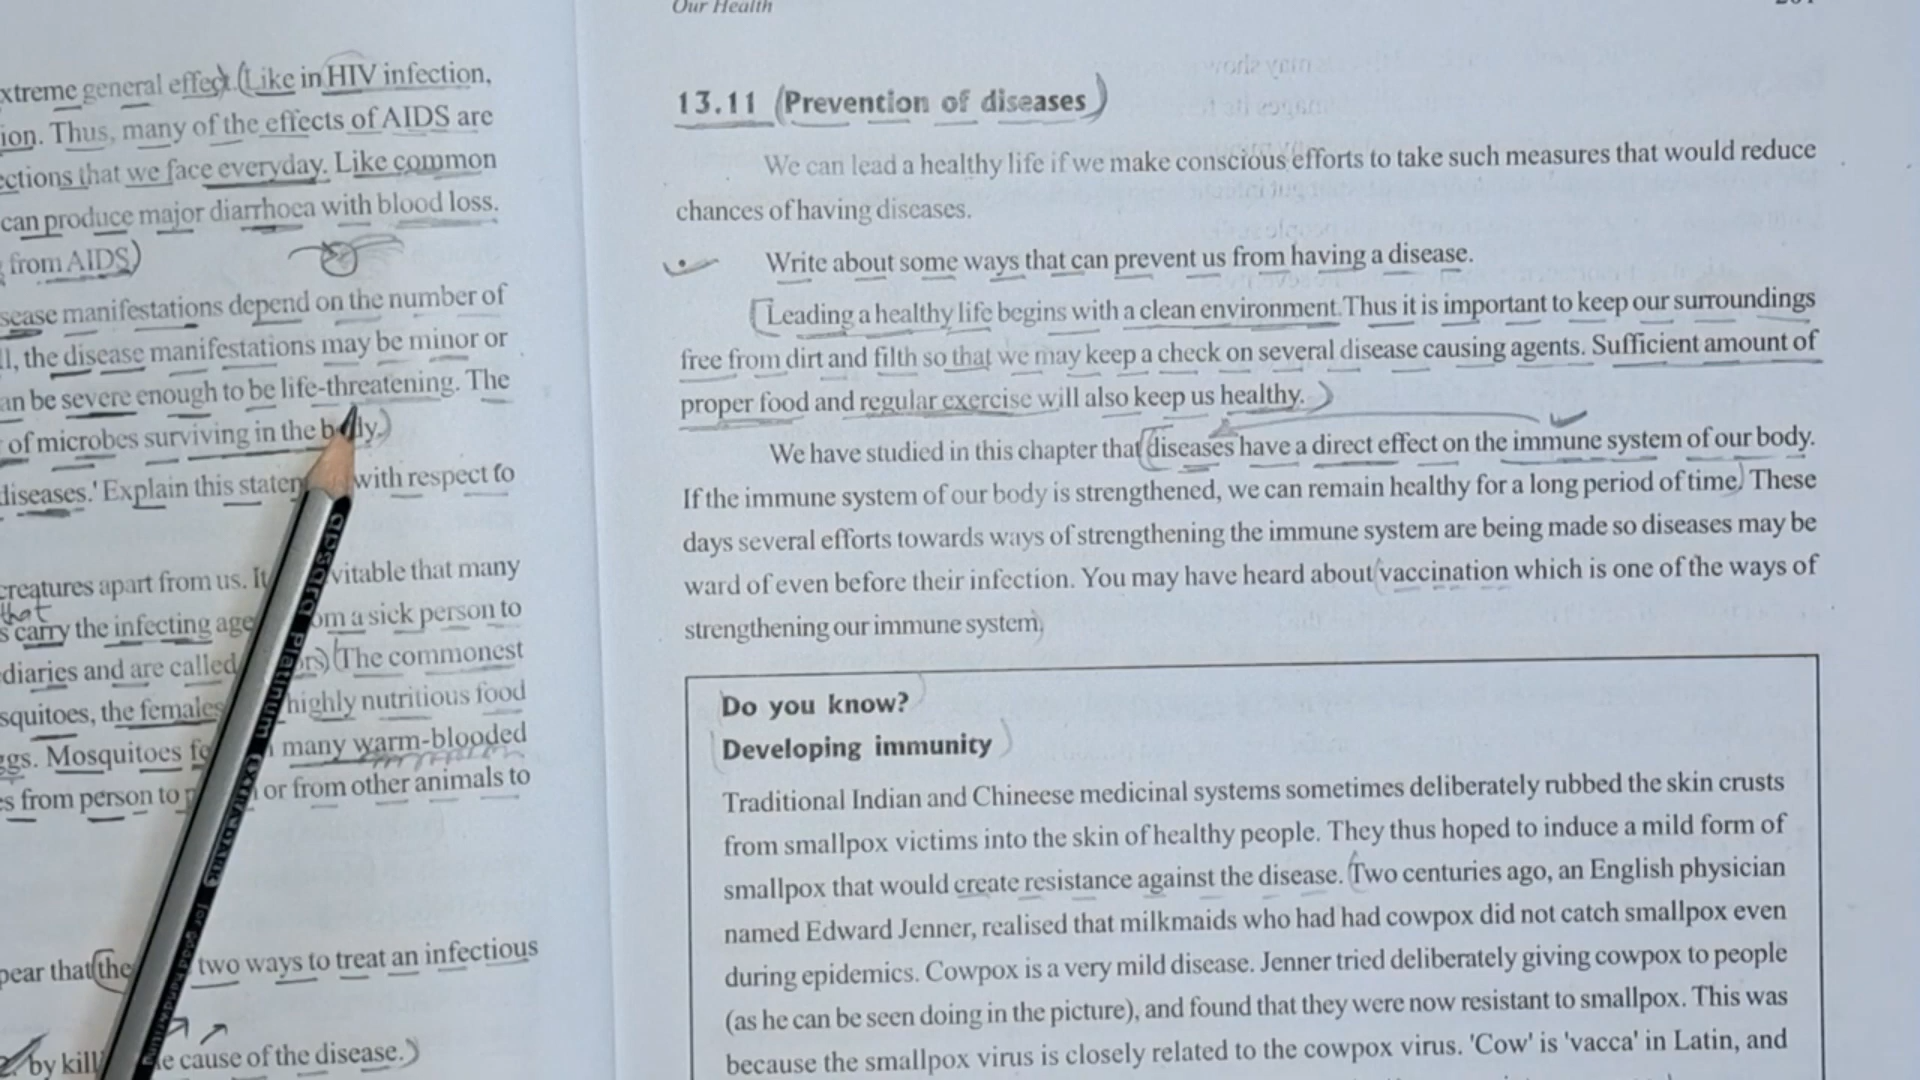 xtreme general effect. (Like in HIV infection,
ion. Thus, many of the effects of AIDS are
ections that we face everyday. Like common
can produce major diarrhoea with blood loss.
from AIDS)
sease manifestations depend on the number of
the disease manifestations may be minor or
an be severe enough to be life-threatening. The
of microbes surviving in the
diseases.' Explain this with respect to
creatures apart from us. It vitable that many
that
s carry the infecting age om a sick person to
diaries and are called ors) (The commonest
squitoes, the females highly nutritious food
ggs. Mosquitoes many warm-blooded
es from person to or from other animals to
pear that (the two ways to treat an infectious
by kill e cause of the disease.)
apsara Platinum EXTRA DARK for good handwriting
Our Health
13.11 (Prevention of diseases)
We can lead a healthy life if we make conscious efforts to take such measures that would reduce
chances of having diseases.
Write about some ways that can prevent us from having a disease.
[Leading a healthy life begins with a clean environment. Thus it is important to keep our surroundings
free from dirt and filth so that we may keep a check on several disease causing agents. Sufficient amount of
proper food and regular exercise will also keep us healthy.)
We have studied in this chapter that (diseases have a direct effect on the immune system of our body.
If the immune system of our body is strengthened, we can remain healthy for a long period of time) These
days several efforts towards ways of strengthening the immune system are being made so diseases may be
ward of even before their infection. You may have heard about (vaccination which is one of the ways of
strengthening our immune system)
Do you know?
Developing immunity)
Traditional Indian and Chineese medicinal systems sometimes deliberately rubbed the skin crusts
from smallpox victims into the skin of healthy people. They thus hoped to induce a mild form of
smallpox that would create resistance against the disease. (Two centuries ago, an English physician
named Edward Jenner, realised that milkmaids who had had cowpox did not catch smallpox even
during epidemics. Cowpox is a very mild disease. Jenner tried deliberately giving cowpox to people
(as he can be seen doing in the picture), and found that they were now resistant to smallpox. This was
because the smallpox virus is closely related to the cowpox virus. 'Cow' is 'vacca' in Latin, and